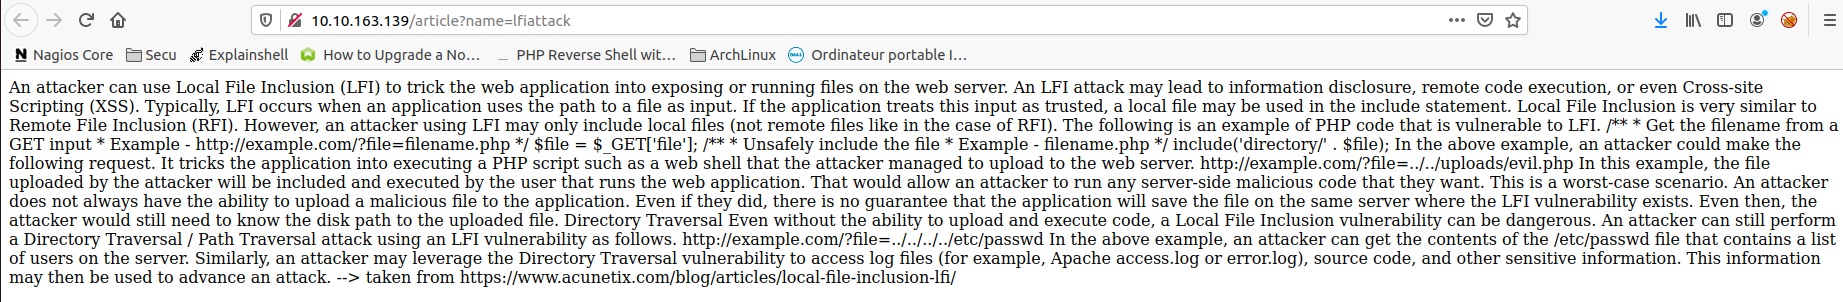 10.10.163.139/article?name=lfiattack
Nagios Core Secu Explainshell How to Upgrade a No... PHP Reverse Shell wit... ArchLinux Ordinateur portable I...
An attacker can use Local File Inclusion (LFI) to trick the web application into exposing or running files on the web server. An LFI attack may lead to information disclosure, remote code execution, or even Cross-site
Scripting (XSS). Typically, LFI occurs when an application uses the path to a file as input. If the application treats this input as trusted, a local file may be used in the include statement. Local File Inclusion is very similar to
Remote File Inclusion (RFI). However, an attacker using LFI may only include local files (not remote files like in the case of RFI). The following is an example of PHP code that is vulnerable to LFI. /** * Get the filename from a
GET input * Example - http://example.com/?file=filename.php */ $file = $_GET['file']; /** * Unsafely include the file * Example - filename.php */ include('directory/' . $file); In the above example, an attacker could make the
following request. It tricks the application into executing a PHP script such as a web shell that the attacker managed to upload to the web server. http://example.com/?file=../../uploads/evil.php In this example, the file
uploaded by the attacker will be included and executed by the user that runs the web application. That would allow an attacker to run any server-side malicious code that they want. This is a worst-case scenario. An attacker
does not always have the ability to upload a malicious file to the application. Even if they did, there is no guarantee that the application will save the file on the same server where the LFI vulnerability exists. Even then, the
attacker would still need to know the disk path to the uploaded file. Directory Traversal Even without the ability to upload and execute code, a Local File Inclusion vulnerability can be dangerous. An attacker can still perform
a Directory Traversal / Path Traversal attack using an LFI vulnerability as follows. http://example.com/?file=../../../../etc/passwd In the above example, an attacker can get the contents of the /etc/passwd file that contains a list
of users on the server. Similarly, an attacker may leverage the Directory Traversal vulnerability to access log files (for example, Apache access.log or error.log), source code, and other sensitive information. This information
may then be used to advance an attack. --> taken from https://www.acunetix.com/blog/articles/local-file-inclusion-lfi/